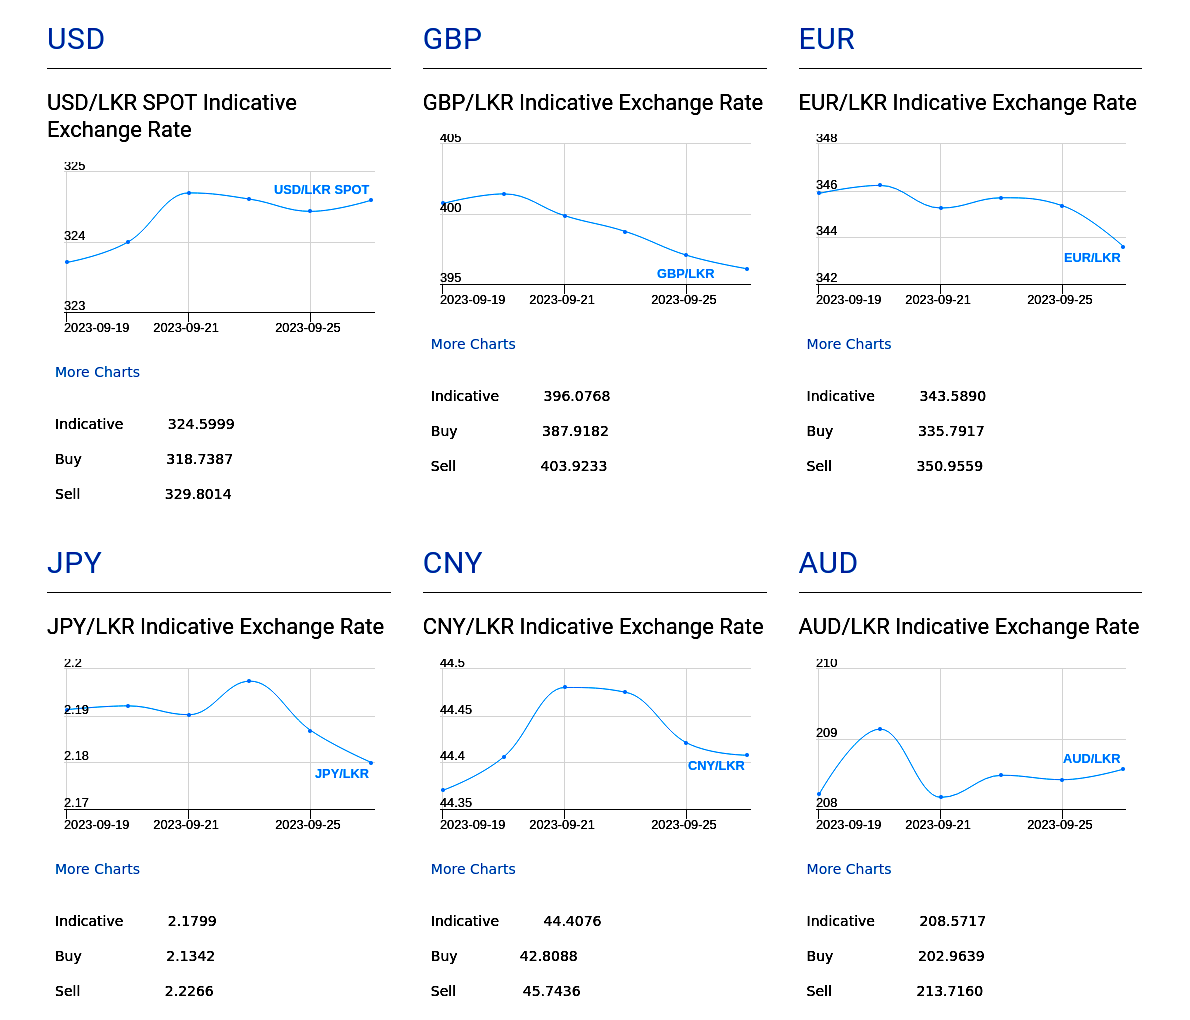 USD
USD/LKR SPOT Indicative
Exchange Rate
325
USD/LKR SPOT
324
323
2023-09-19 2023-09-21 2023-09-25
More Charts
Indicative 324.5999
Buy 318.7387
Sell 329.8014
GBP
GBP/LKR Indicative Exchange Rate
405
400
GBP/LKR
395
2023-09-19 2023-09-21 2023-09-25
More Charts
Indicative 396.0768
Buy 387.9182
Sell 403.9233
EUR
EUR/LKR Indicative Exchange Rate
348
346
344
EUR/LKR
342
2023-09-19 2023-09-21 2023-09-25
More Charts
Indicative 343.5890
Buy 335.7917
Sell 350.9559
JPY
JPY/LKR Indicative Exchange Rate
2.2
2.19
2.18
JPY/LKR
2.17
2023-09-19 2023-09-21 2023-09-25
More Charts
Indicative 2.1799
Buy 2.1342
Sell 2.2266
CNY
CNY/LKR Indicative Exchange Rate
44.5
44.45
44.4
CNY/LKR
44.35
2023-09-19 2023-09-21 2023-09-25
More Charts
Indicative 44.4076
Buy 42.8088
Sell 45.7436
AUD
AUD/LKR Indicative Exchange Rate
210
209
AUD/LKR
208
2023-09-19 2023-09-21 2023-09-25
More Charts
Indicative 208.5717
Buy 202.9639
Sell 213.7160